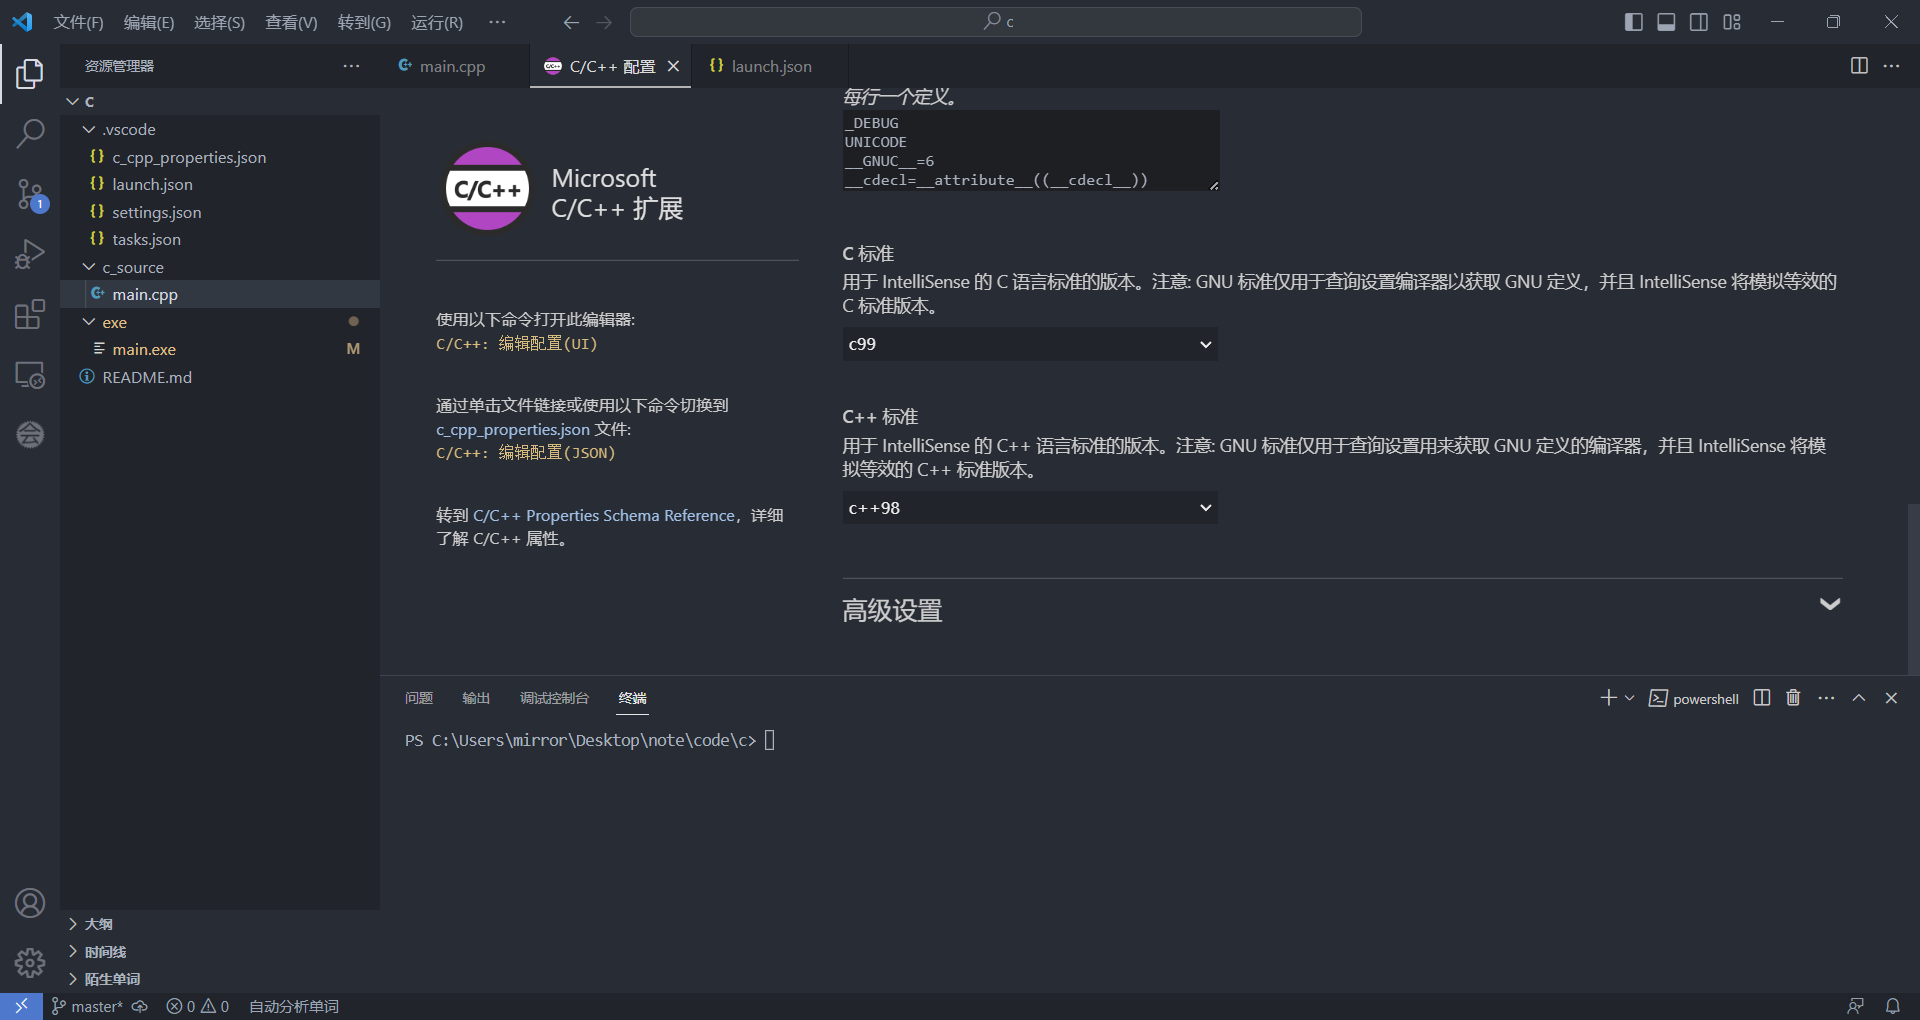 文件(F) 编辑(E) 选择(S) 查看(V) 转到(G) 运行(R) ··· c
资源管理器 ···
main.cpp
C/C++ 配置
launch.json
C
.vscode
c_cpp_properties.json
launch.json
settings.json
tasks.json
c_source
main.cpp
exe
main.exe M
README.md
1
会
C/C++
Microsoft
C/C++ 扩展
使用以下命令打开此编辑器:
C/C++: 编辑配置(UI)
通过单击文件链接或使用以下命令切换到
c_cpp_properties.json 文件:
C/C++: 编辑配置(JSON)
转到 C/C++ Properties Schema Reference，详细
了解 C/C++ 属性。
每行一个定义。
_DEBUG
UNICODE
__GNUC__=6
__cdecl=__attribute__((__cdecl__))
C 标准
用于 IntelliSense 的 C 语言标准的版本。注意: GNU 标准仅用于查询设置编译器以获取 GNU 定义，并且 IntelliSense 将模拟等效的
C 标准版本。
c99
C++ 标准
用于 IntelliSense 的 C++ 语言标准的版本。注意: GNU 标准仅用于查询设置用来获取 GNU 定义的编译器，并且 IntelliSense 将模
拟等效的 C++ 标准版本。
c++98
高级设置
问题 输出 调试控制台 终端
powershell
PS C:\Users\mirror\Desktop\note\code\c>
大纲
时间线
陌生单词
master* 0 0 自动分析单词